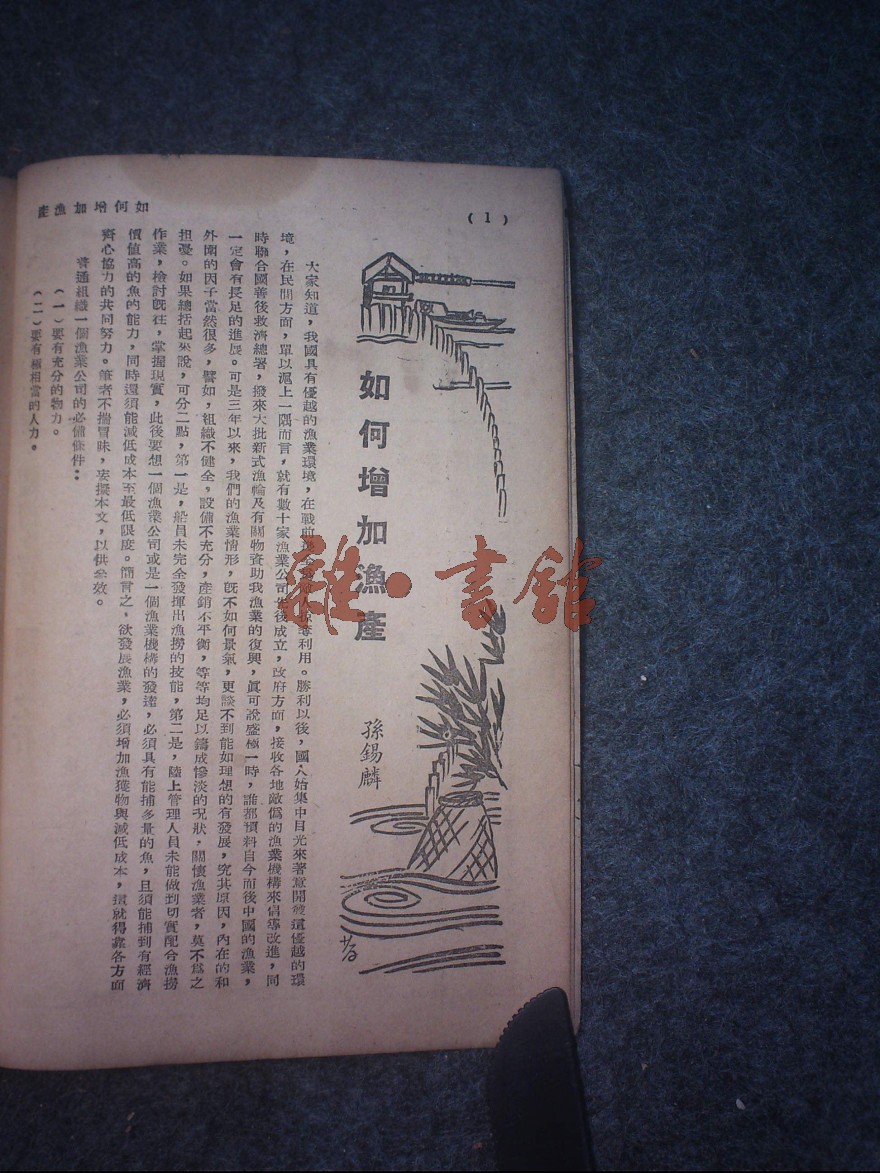 (1)
如何增加漁產
如何增加漁產
孫錫麟
大家知道，我國具有優越的漁業環境，在戰前利用。勝利以後，國人始集中目光來著意開發這優越的環
境，在民間方面，單以滬上一隅而言，就有數十家漁業公司先後成立，政府方面，接收各地敵偽的漁業機構來倡導改進，同
時聯合國善後救濟總署，撥來大批新式漁輪及有關物資助我漁業的復興，眞可說盛極一時，誰都預料自今而後中國的漁業，
一定會有長足的進展。可是三年以來，我們的漁業情形，旣不如何景氣，更談不到能如理想的有發展，究其原因，內在的和
外圍的因子當然很多，譬如，組織不健全，設備不充分，產銷不平衡，等等均足以鑄成慘淡的現狀，關懷漁業者，莫不為之
担憂。如果總括起來說，可分二點，第一是，船員未完全發揮出漁撈的技能，第二是，陸上管理人員未能做到切實配合漁撈
作業，檢討旣往，掌握現實，此後要想一個漁業公司或是一個漁業機構的發達，必須具有能捕多量的魚，且須能捕到有經濟
價值高的魚的能力，同時還須能減低成本至最低限度。簡言之，欲發展漁業，必須增加漁獲物與減低成本，這就得靠各方面
齊心協力的共同努力。筆者不揣冒昧，妄擬本文，以供參攷。
普通組織一個漁業公司的必備條件：
（一）要有充分的物力。
（二）要有極相當的人力。
雜·書館